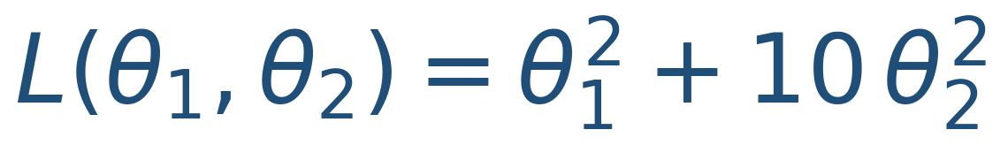 L(θ₁, θ₂) = θ₁² + 10 θ₂²